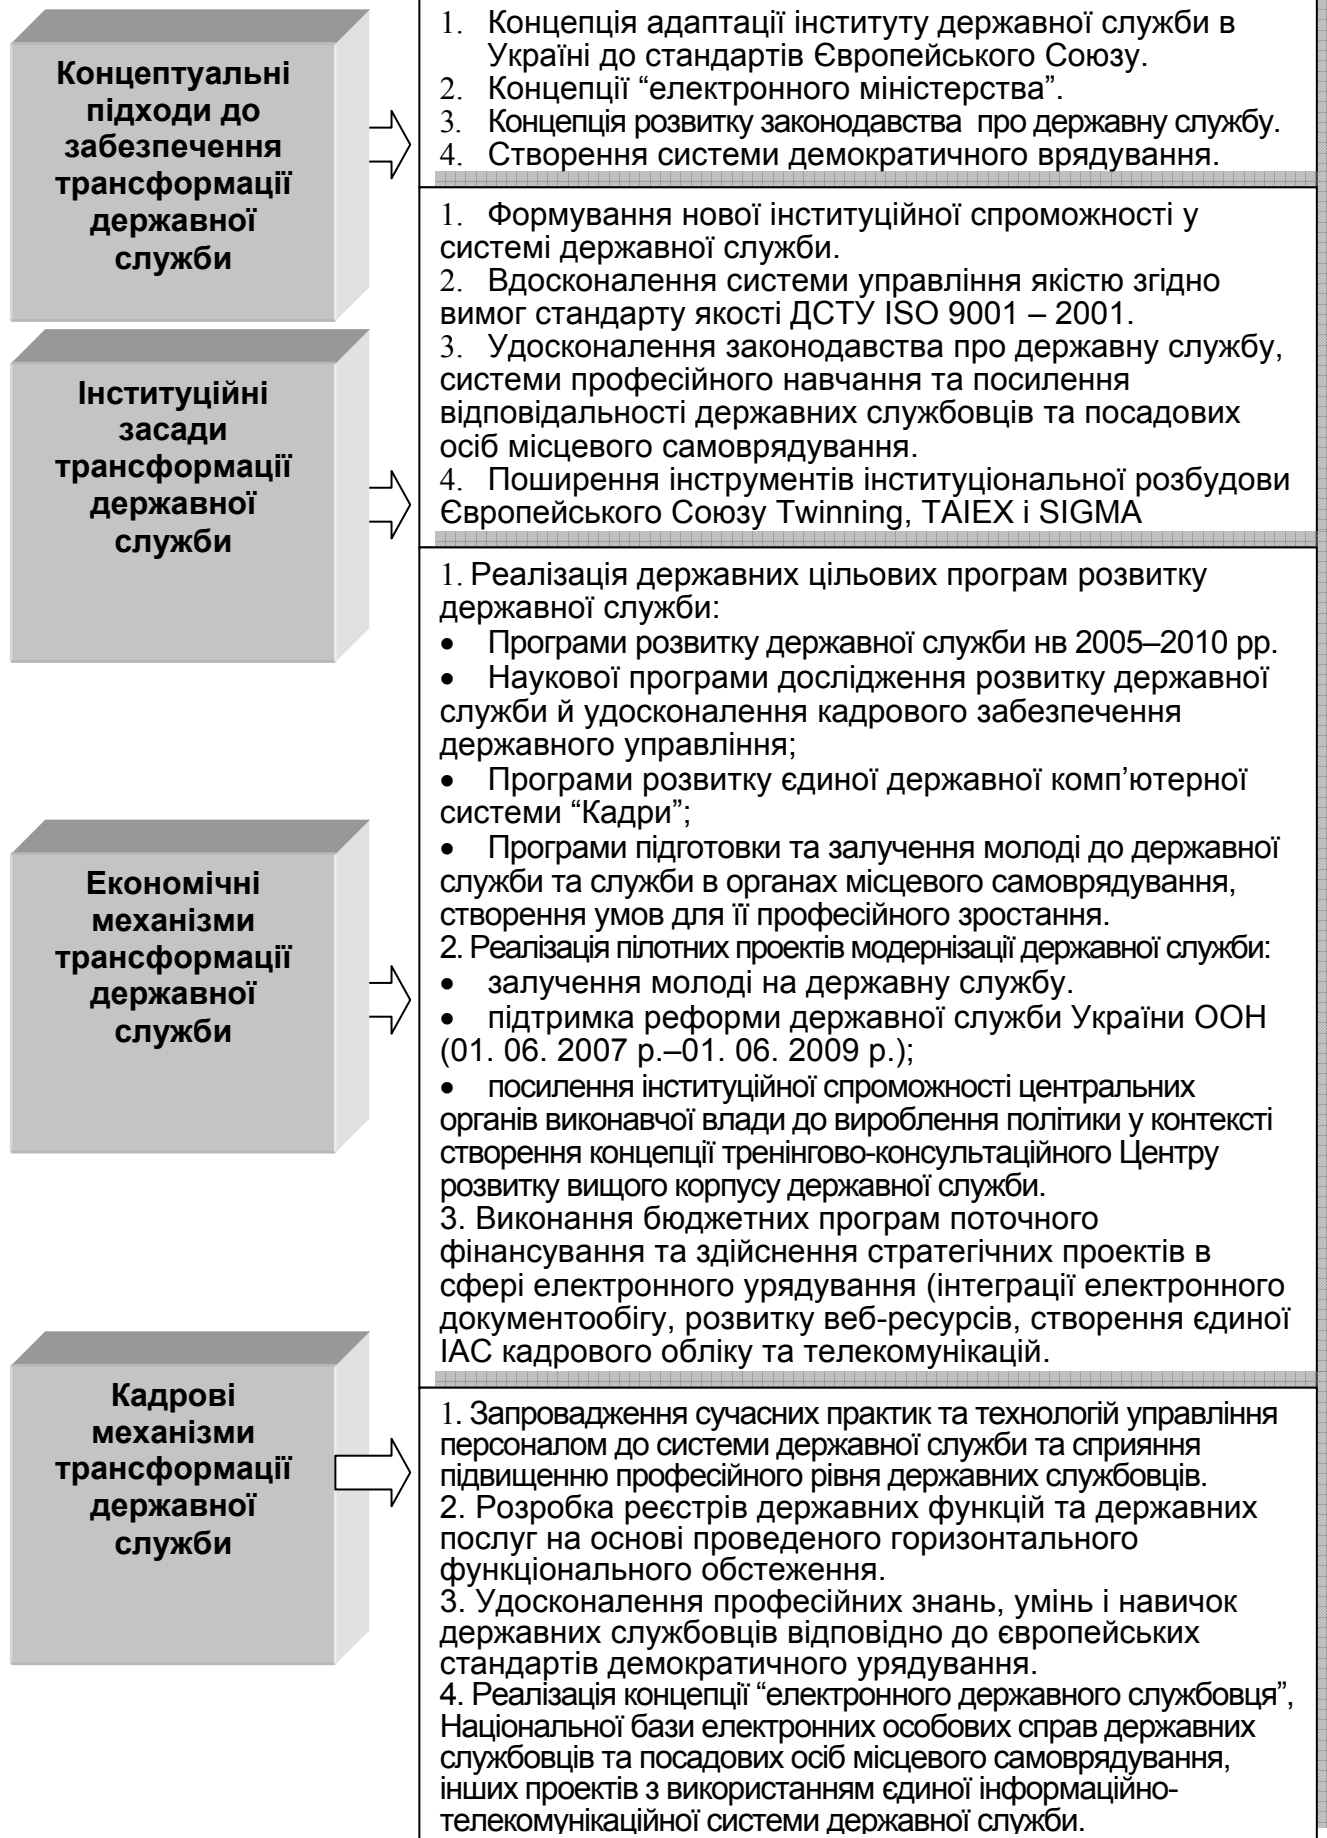 Концептуальні
підходи до
забезпечення
трансформації
державної
служби
1. Концепція адаптації інституту державної служби в
Україні до стандартів Європейського Союзу.
2. Концепції “електронного міністерства”.
3. Концепція розвитку законодавства про державну службу.
4. Створення системи демократичного врядування.
Інституційні
засади
трансформації
державної
служби
1. Формування нової інституційної спроможності у
системі державної служби.
2. Вдосконалення системи управління якістю згідно
вимог стандарту якості ДСТУ ISO 9001 – 2001.
3. Удосконалення законодавства про державну службу,
системи професійного навчання та посилення
відповідальності державних службовців та посадових
осіб місцевого самоврядування.
4. Поширення інструментів інституціональної розбудови
Європейського Союзу Twinning, TAIEX і SIGMA
Економічні
механізми
трансформації
державної
служби
1. Реалізація державних цільових програм розвитку
державної служби:
• Програми розвитку державної служби нв 2005–2010 рр.
• Наукової програми дослідження розвитку державної
служби й удосконалення кадрового забезпечення
державного управління;
• Програми розвитку єдиної державної комп’ютерної
системи “Кадри”;
• Програми підготовки та залучення молоді до державної
служби та служби в органах місцевого самоврядування,
створення умов для її професійного зростання.
2. Реалізація пілотних проектів модернізації державної служби:
• залучення молоді на державну службу.
• підтримка реформи державної служби України ООН
(01. 06. 2007 р.–01. 06. 2009 р.);
• посилення інституційної спроможності центральних
органів виконавчої влади до вироблення політики у контексті
створення концепції тренінгово-консультаційного Центру
розвитку вищого корпусу державної служби.
3. Виконання бюджетних програм поточного
фінансування та здійснення стратегічних проектів в
сфері електронного урядування (інтеграції електронного
документообігу, розвитку веб-ресурсів, створення єдиної
ІАС кадрового обліку та телекомунікацій.
Кадрові
механізми
трансформації
державної
служби
1. Запровадження сучасних практик та технологій управління
персоналом до системи державної служби та сприяння
підвищенню професійного рівня державних службовців.
2. Розробка реєстрів державних функцій та державних
послуг на основі проведеного горизонтального
функціонального обстеження.
3. Удосконалення професійних знань, умінь і навичок
державних службовців відповідно до європейських
стандартів демократичного урядування.
4. Реалізація концепції “електронного державного службовця”,
Національної бази електронних особових справ державних
службовців та посадових осіб місцевого самоврядування,
інших проектів з використанням єдиної інформаційно-
телекомунікаційної системи державної служби.